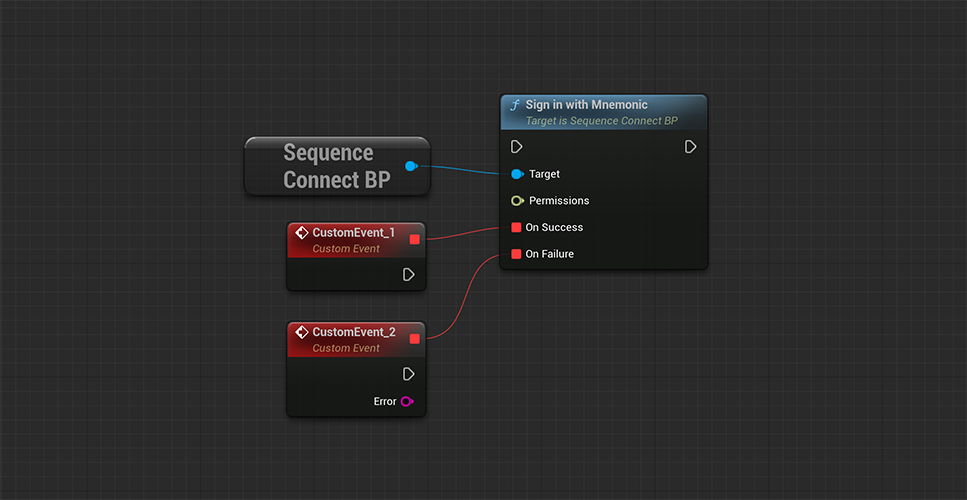 Sign in with Mnemonic
Target is Sequence Connect BP
Sequence
Connect BP
Target
Permissions
On Success
On Failure
CustomEvent_1
Custom Event
CustomEvent_2
Custom Event
Error